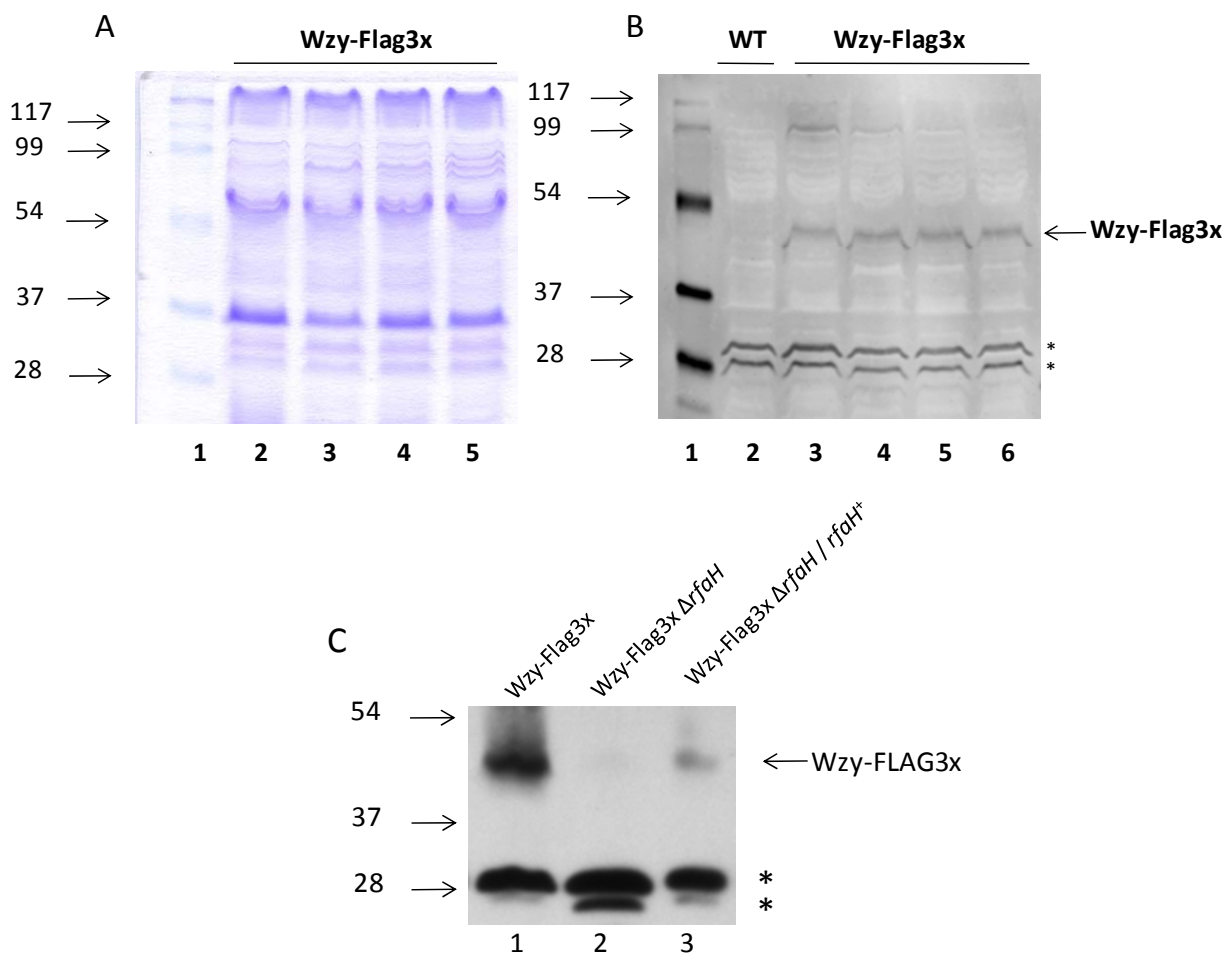 A
Wzy-Flag3x
117
99
54
37
28
1 2 3 4 5
B
WT Wzy-Flag3x
117
99
54
37
28
Wzy-Flag3x
*
*
1 2 3 4 5 6
C
Wzy-Flag3x
Wzy-Flag3x ΔrfaH
Wzy-Flag3x ΔrfaH / rfaH⁺
54
37
28
Wzy-FLAG3x
*
*
1 2 3